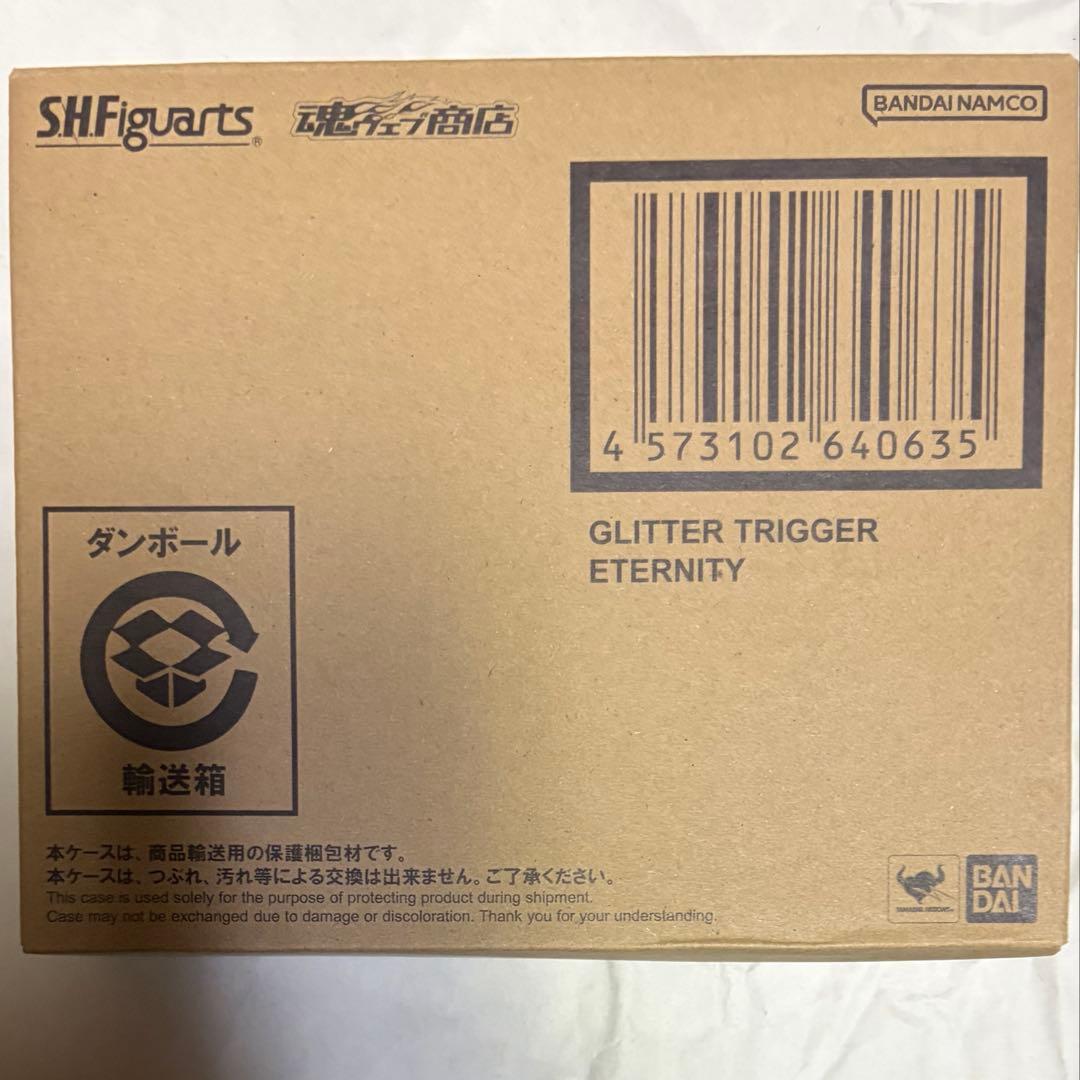 S.H.Figuarts®
魂ウェブ商店
BANDAI NAMCO
4 573102 640635
GLITTER TRIGGER
ETERNITY
ダンボール
輸送箱
本ケースは、商品輸送用の保護梱包材です。
本ケースは、つぶれ、汚れ等による交換は出来ません。ご了承ください。
This case is used solely for the purpose of protecting product during shipment.
Case may not be exchanged due to damage or discoloration. Thank you for your understanding.
TAMASHII NATIONS
BAN
DAI